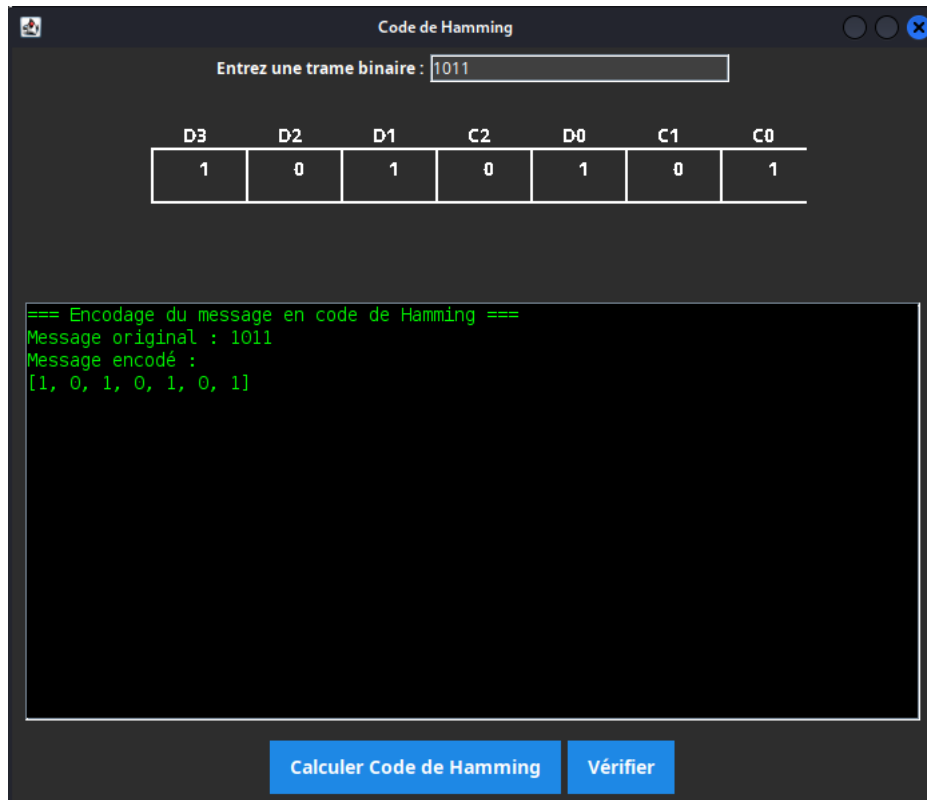 Code de Hamming
Entrez une trame binaire : 1011
D3 D2 D1 C2 D0 C1 C0
1 0 1 0 1 0 1
=== Encodage du message en code de Hamming ===
Message original : 1011
Message encodé :
[1, 0, 1, 0, 1, 0, 1]
Calculer Code de Hamming Vérifier